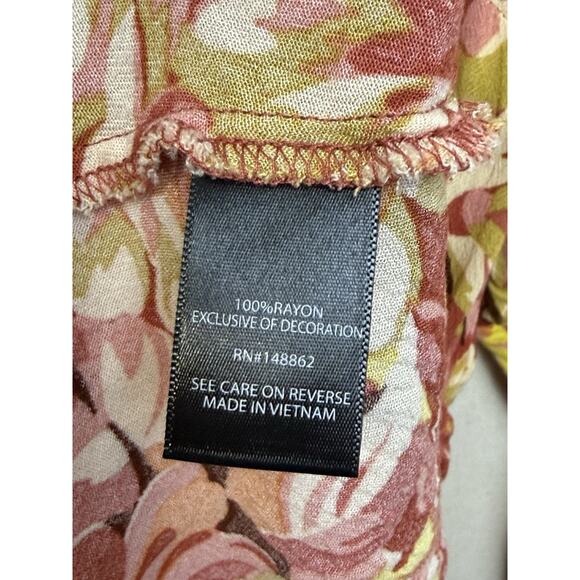 100%RAYON
EXCLUSIVE OF DECORATION
RN#148862
SEE CARE ON REVERSE
MADE IN VIETNAM